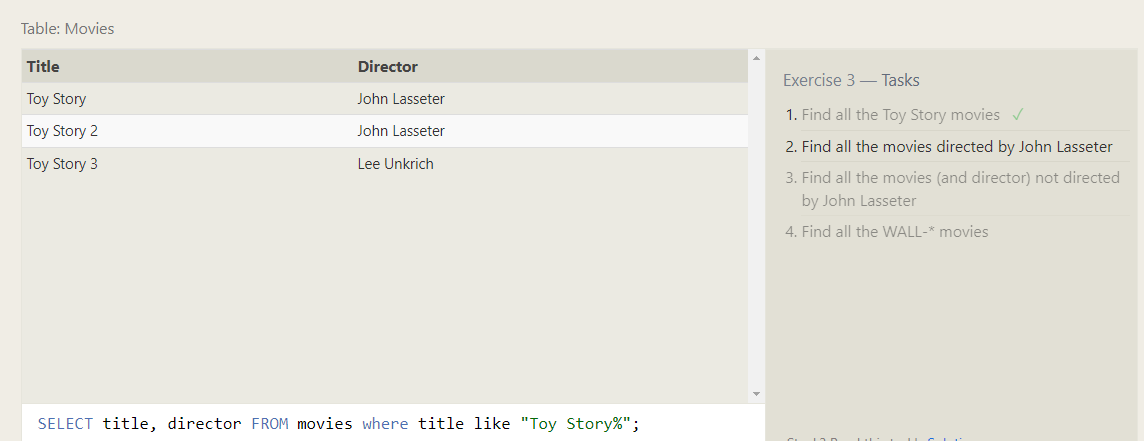 Table: Movies
Title Director
Toy Story John Lasseter
Toy Story 2 John Lasseter
Toy Story 3 Lee Unkrich
Exercise 3 — Tasks
1. Find all the Toy Story movies ✓
2. Find all the movies directed by John Lasseter
3. Find all the movies (and director) not directed
by John Lasseter
4. Find all the WALL-* movies
SELECT title, director FROM movies where title like "Toy Story%";